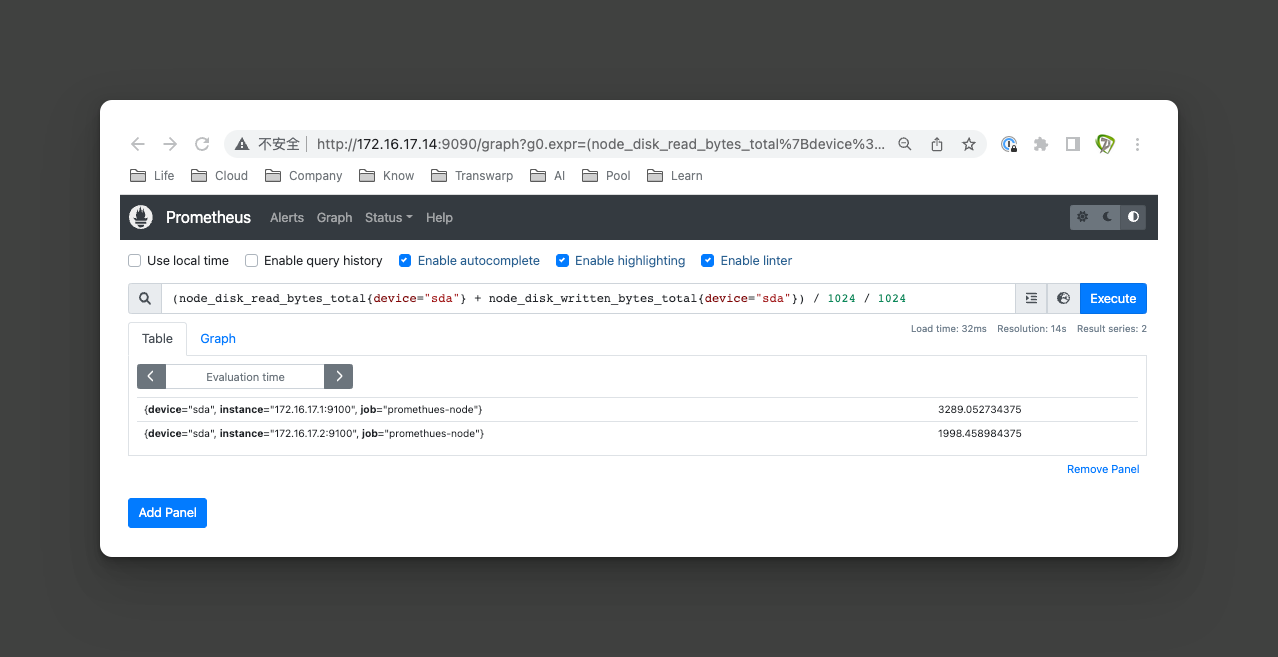 不安全 http://172.16.17.14:9090/graph?g0.expr=(node_disk_read_bytes_total%7Bdevice%3...
Life Cloud Company Know Transwarp AI Pool Learn
Prometheus Alerts Graph Status Help
Use local time Enable query history Enable autocomplete Enable highlighting Enable linter
(node_disk_read_bytes_total{device="sda"} + node_disk_written_bytes_total{device="sda"}) / 1024 / 1024 Execute
Load time: 32ms Resolution: 14s Result series: 2
Table Graph
Evaluation time
{device="sda", instance="172.16.17.1:9100", job="promethues-node"} 3289.052734375
{device="sda", instance="172.16.17.2:9100", job="promethues-node"} 1998.458984375
Remove Panel
Add Panel